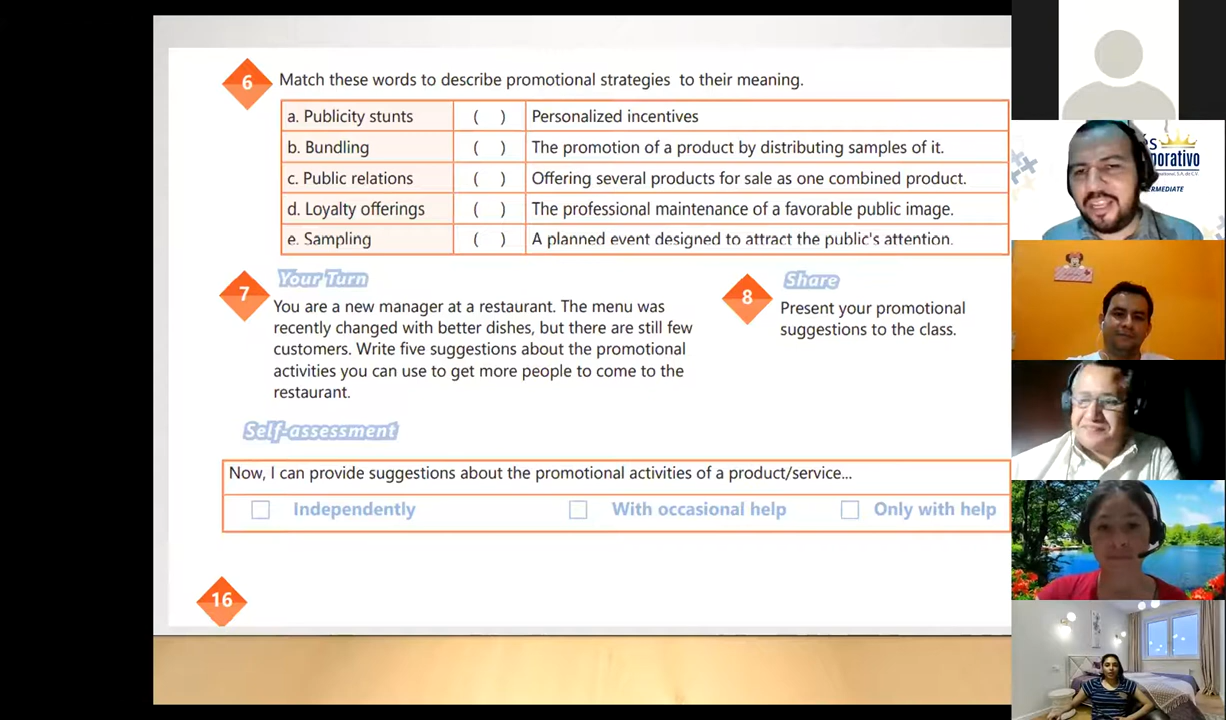 6 Match these words to describe promotional strategies to their meaning.
a. Publicity stunts ( ) Personalized incentives
b. Bundling ( ) The promotion of a product by distributing samples of it.
c. Public relations ( ) Offering several products for sale as one combined product.
d. Loyalty offerings ( ) The professional maintenance of a favorable public image.
e. Sampling ( ) A planned event designed to attract the public's attention.
7 Your Turn
You are a new manager at a restaurant. The menu was
recently changed with better dishes, but there are still few
customers. Write five suggestions about the promotional
activities you can use to get more people to come to the
restaurant.
8 Share
Present your promotional
suggestions to the class.
Self-assessment
Now, I can provide suggestions about the promotional activities of a product/service...
Independently With occasional help Only with help
16
és
porativo
ERMEDIATE